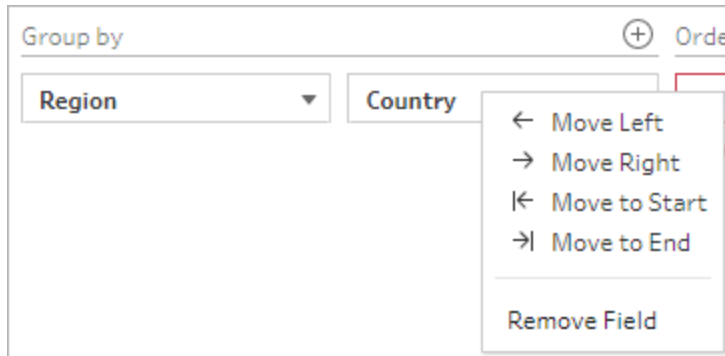 Group by
Orde
Region
Country
Move Left
Move Right
Move to Start
Move to End
Remove Field